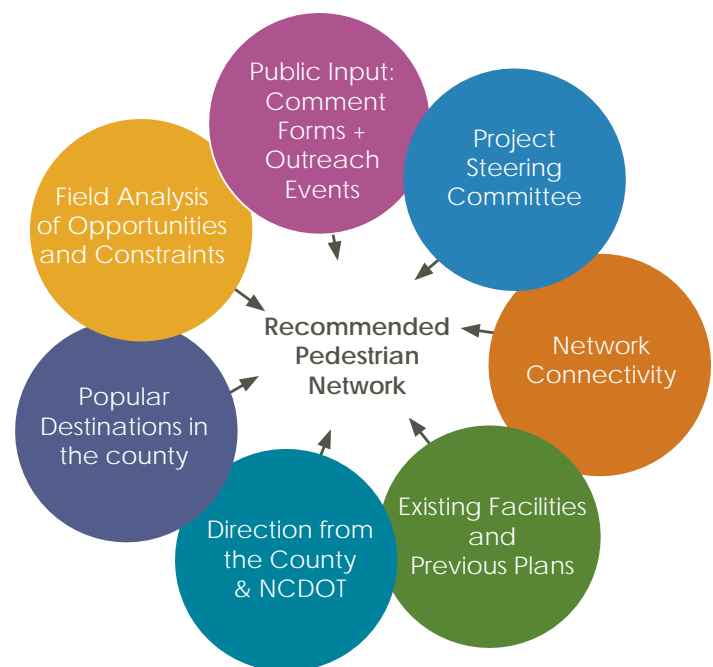 Public Input:
Comment
Forms +
Outreach
Events
Project
Steering
Committee
Network
Connectivity
Existing Facilities
and
Previous Plans
Direction from
the County
& NCDOT
Popular
Destinations in
the county
Field Analysis
of Opportunities
and Constraints
Recommended
Pedestrian
Network